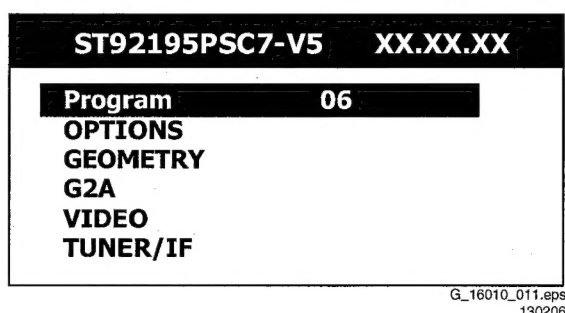 ST92195PSC7-V5 XX.XX.XX
Program 06
OPTIONS
GEOMETRY
G2A
VIDEO
TUNER/IF
G_16010_011.eps
130206